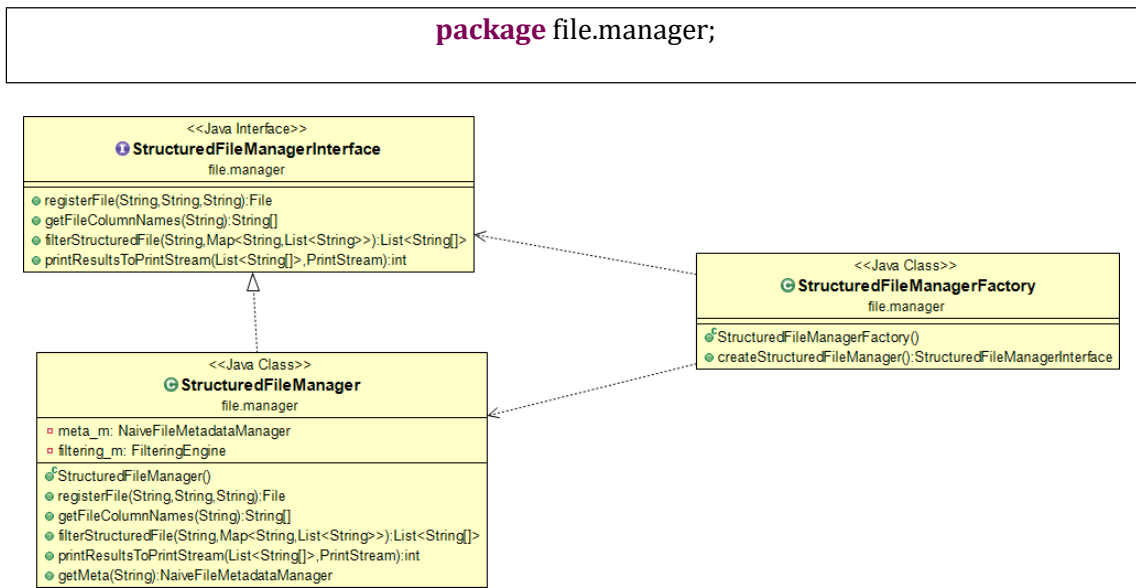 package file.manager;
<<Java Interface>>
StructuredFileManagerInterface
file.manager
registerFile(String,String,String):File
getFileColumnNames(String):String[]
filterStructuredFile(String,Map<String,List<String>>):List<String[]>
printResultsToPrintStream(List<String[]>,PrintStream):int
<<Java Class>>
StructuredFileManagerFactory
file.manager
StructuredFileManagerFactory()
createStructuredFileManager():StructuredFileManagerInterface
<<Java Class>>
StructuredFileManager
file.manager
meta_m: NaiveFileMetadataManager
filtering_m: FilteringEngine
StructuredFileManager()
registerFile(String,String,String):File
getFileColumnNames(String):String[]
filterStructuredFile(String,Map<String,List<String>>):List<String[]>
printResultsToPrintStream(List<String[]>,PrintStream):int
getMeta(String):NaiveFileMetadataManager